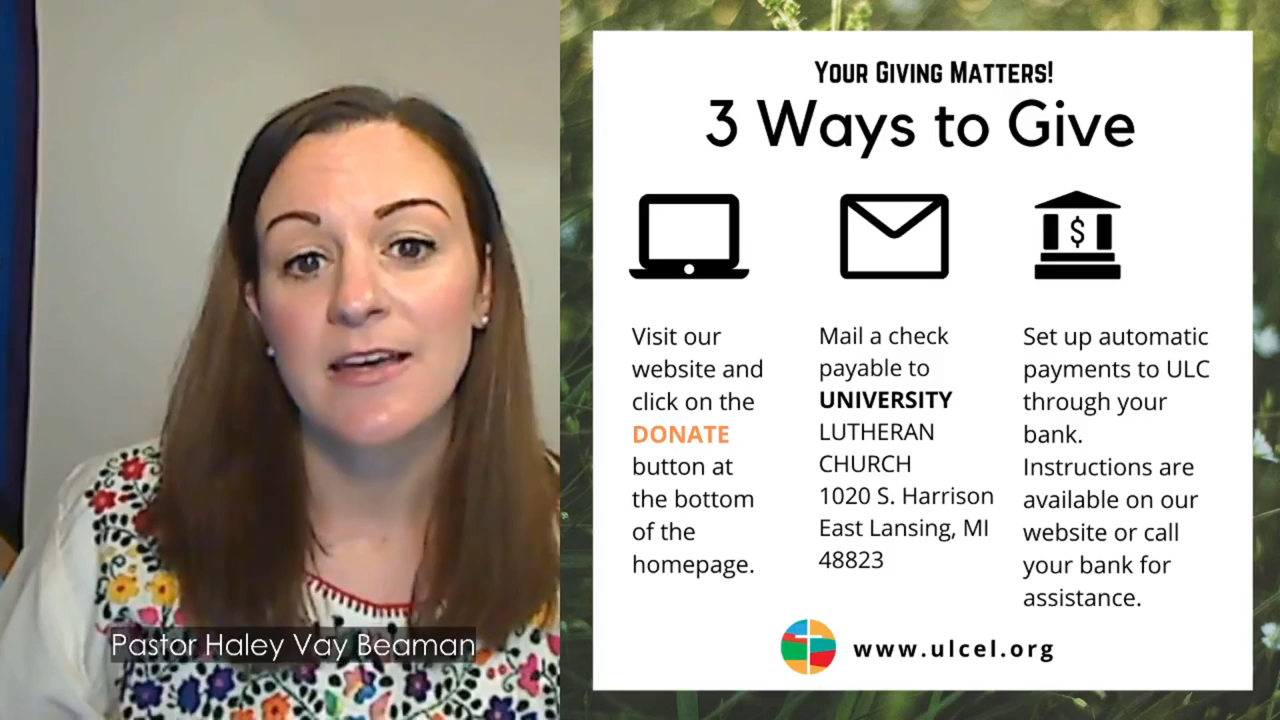 Pastor Haley Vay Beaman
YOUR GIVING MATTERS!
3 Ways to Give
$
Visit our
website and
click on the
DONATE
button at
the bottom
of the
homepage.
Mail a check
payable to
UNIVERSITY
LUTHERAN
CHURCH
1020 S. Harrison
East Lansing, MI
48823
Set up automatic
payments to ULC
through your
bank.
Instructions are
available on our
website or call
your bank for
assistance.
www.ulcel.org